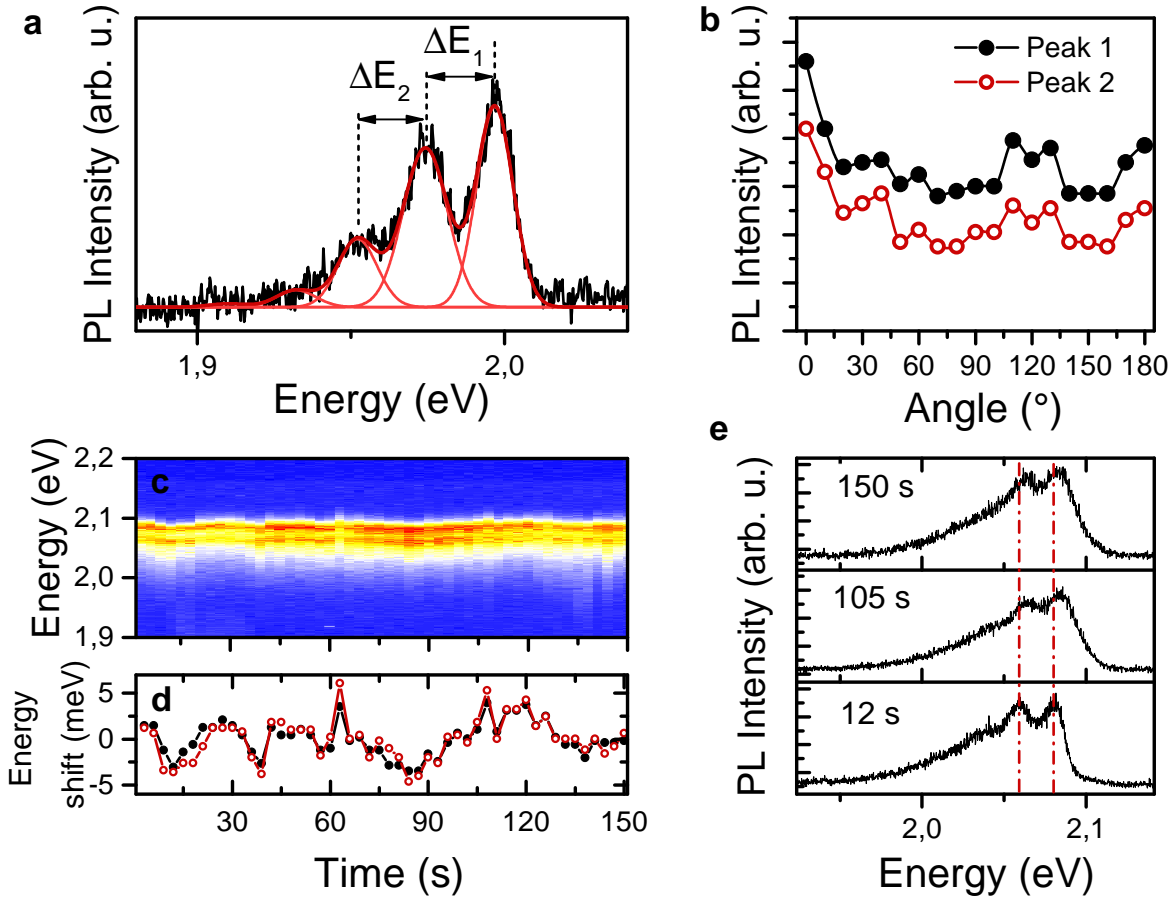 a
ΔE1
ΔE2
PL Intensity (arb. u.)
1,9
2,0
Energy (eV)
b
Peak 1
Peak 2
PL Intensity (arb. u.)
0
30
60
90
120
150
180
Angle (°)
c
2,2
2,1
2,0
1,9
Energy (eV)
d
5
0
-5
Energy
shift (meV)
30
60
90
120
150
Time (s)
e
150 s
105 s
12 s
PL Intensity (arb. u.)
2,0
2,1
Energy (eV)